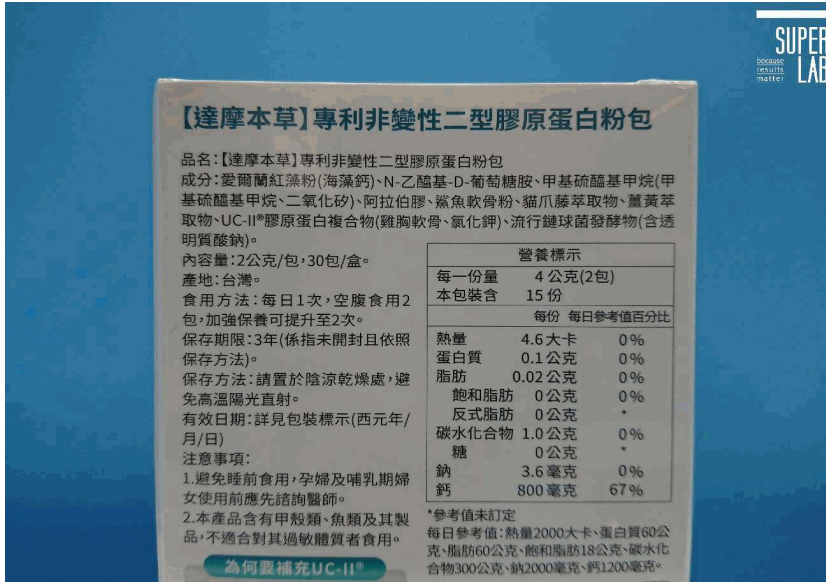 SUPER
because
results
matter
LAB
【達摩本草】專利非變性二型膠原蛋白粉包
品名:【達摩本草】專利非變性二型膠原蛋白粉包
成分:愛爾蘭紅藻粉(海藻鈣)、N-乙醯基-D-葡萄糖胺、甲基硫醯基甲烷(甲
基硫醯基甲烷、二氧化矽)、阿拉伯膠、鯊魚軟骨粉、貓爪藤萃取物、薑黃萃
取物、UC-II®膠原蛋白複合物(雞胸軟骨、氯化鉀)、流行鏈球菌發酵物(含透
明質酸鈉)。
內容量:2公克/包,30包/盒。
產地:台灣。
食用方法:每日1次,空腹食用2
包,加強保養可提升至2次。
保存期限:3年(係指未開封且依照
保存方法)。
保存方法:請置於陰涼乾燥處,避
免高溫陽光直射。
有效日期:詳見包裝標示(西元年/
月/日)
注意事項:
1.避免睡前食用,孕婦及哺乳期婦
女使用前應先諮詢醫師。
2.本產品含有甲殼類、魚類及其製
品,不適合對其過敏體質者食用。
為何要補充UC-II®
營養標示
每一份量 4公克(2包)
本包裝含 15份
每份 每日參考值百分比
熱量 4.6大卡 0%
蛋白質 0.1公克 0%
脂肪 0.02公克 0%
飽和脂肪 0公克 0%
反式脂肪 0公克 *
碳水化合物 1.0公克 0%
糖 0公克 *
鈉 3.6毫克 0%
鈣 800毫克 67%
*參考值未訂定
每日參考值:熱量2000大卡、蛋白質60公
克、脂肪60公克、飽和脂肪18公克、碳水化
合物300公克、鈉2000毫克、鈣1200毫克。